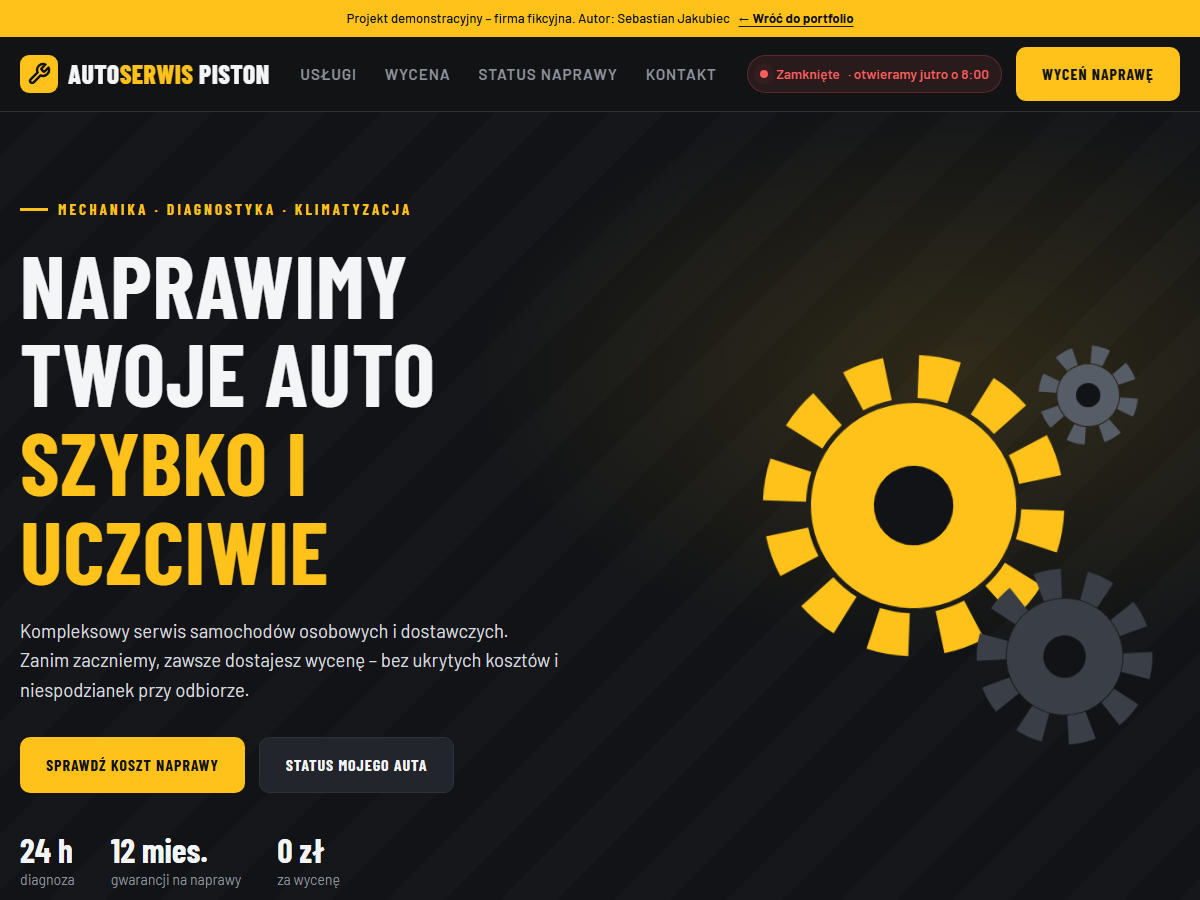 Projekt demonstracyjny – firma fikcyjna. Autor: Sebastian Jakubiec ← Wróć do portfolio
AUTOSERWIS PISTON
USŁUGI WYCENA STATUS NAPRAWY KONTAKT
Zamknięte · otwieramy jutro o 8:00
WYCEŃ NAPRAWĘ
MECHANIKA · DIAGNOSTYKA · KLIMATYZACJA
NAPRAWIMY
TWOJE AUTO
SZYBKO I
UCZCIWIE
Kompleksowy serwis samochodów osobowych i dostawczych.
Zanim zaczniemy, zawsze dostajesz wycenę – bez ukrytych kosztów i
niespodzianek przy odbiorze.
SPRAWDŹ KOSZT NAPRAWY
STATUS MOJEGO AUTA
24 h
diagnoza
12 mies.
gwarancji na naprawy
0 zł
za wycenę